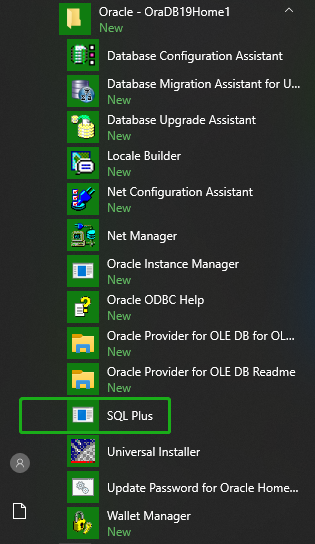 Oracle - OraDB19Home1
New
Database Configuration Assistant
Database Migration Assistant for U...
New
Database Upgrade Assistant
New
Locale Builder
New
Net Configuration Assistant
New
Net Manager
Oracle Instance Manager
New
Oracle ODBC Help
New
Oracle Provider for OLE DB for OL...
New
Oracle Provider for OLE DB Readme
New
SQL Plus
Universal Installer
Update Password for Oracle Home...
Wallet Manager
New